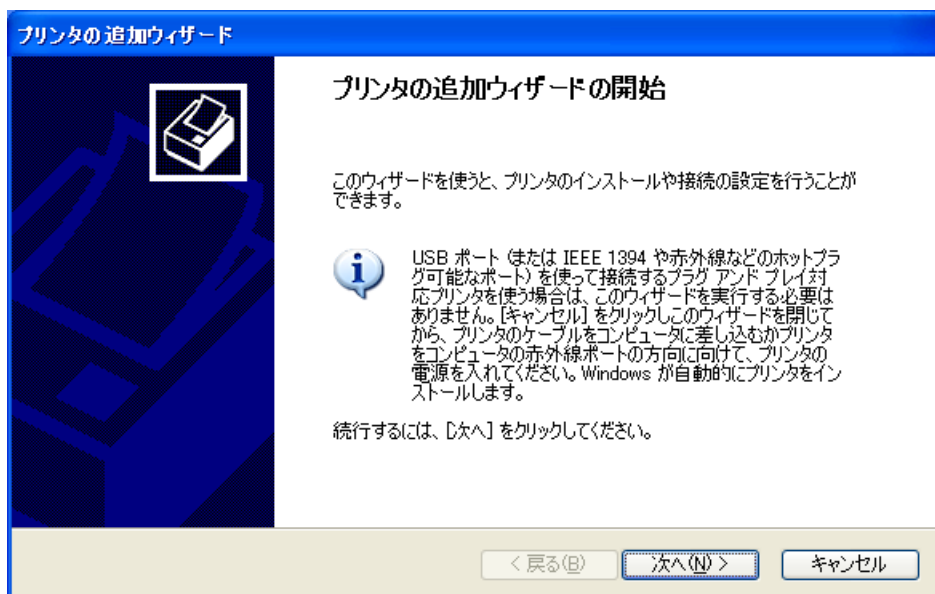 プリンタの追加ウィザード
プリンタの追加ウィザードの開始
このウィザードを使うと、プリンタのインストールや接続の設定を行うことが
できます。
USB ポート (または IEEE 1394 や赤外線などのホットプラ
グ可能なポート) を使って接続するプラグ アンド プレイ対
応プリンタを使う場合は、このウィザードを実行する必要は
ありません。[キャンセル] をクリックしこのウィザードを閉じて
から、プリンタのケーブルをコンピュータに差し込むかプリンタ
をコンピュータの赤外線ポートの方向に向けて、プリンタの
電源を入れてください。Windows が自動的にプリンタをイン
ストールします。
続行するには、[次へ] をクリックしてください。
< 戻る(B) 次へ(N) > キャンセル